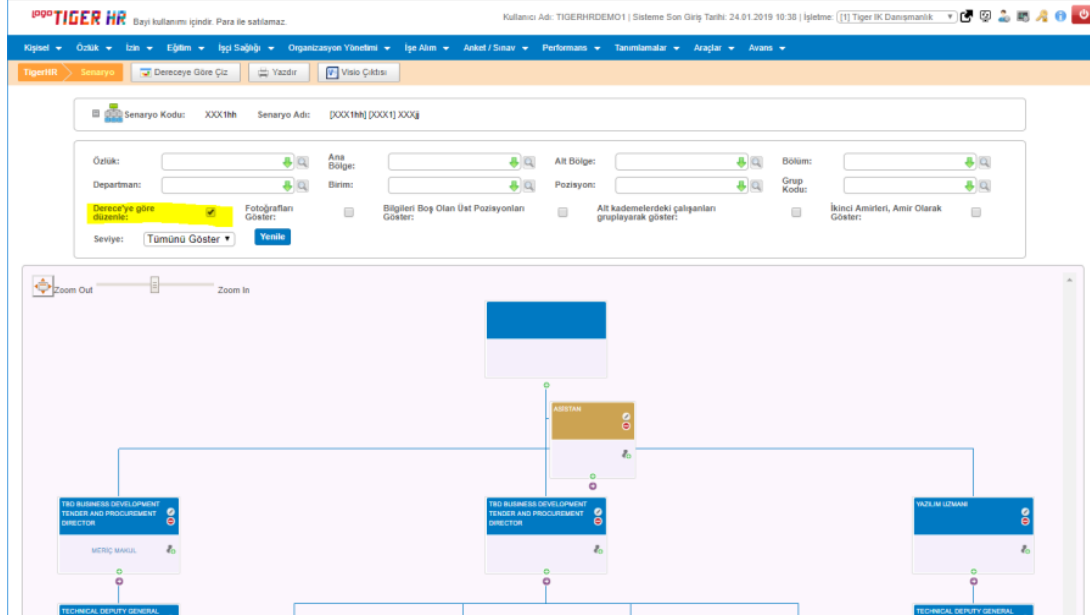 logo TIGER HR Bayi kullanımı içindir. Para ile satılamaz.
Kullanıcı Adı: TIGERHRDEMO1 | Sisteme Son Giriş Tarihi: 24.01.2019 10:38 | İşletme: [1] Tiger IK Danışmanlık
Kişisel Özlük İzin Eğitim İşçi Sağlığı Organizasyon Yönetimi İşe Alım Anket / Sınav Performans Tanımlamalar Araçlar Avans
TigerHR Senaryo Dereceye Göre Çiz Yazdır Visio Çıktısı
Senaryo Kodu: XXX1hh Senaryo Adı: [XXX1hh] [XXX1] XXXjj
Özlük: Ana Bölge: Alt Bölge: Bölüm:
Departman: Birim: Pozisyon: Grup Kodu:
Derece'ye göre düzenle: Fotoğrafları Göster: Bilgileri Boş Olan Üst Pozisyonları Göster: Alt kademelerdeki çalışanları gruplayarak göster: İkinci Amirleri, Amir Olarak Göster:
Seviye: Tümünü Göster Yenile
Zoom Out Zoom In
ASISTAN
TBD BUSINESS DEVELOPMENT
TENDER AND PROCUREMENT
DIRECTOR
MERİÇ MAKUL
TBD BUSINESS DEVELOPMENT
TENDER AND PROCUREMENT
DIRECTOR
YAZILIM UZMANI
TECHNICAL DEPUTY GENERAL
TECHNICAL DEPUTY GENERAL